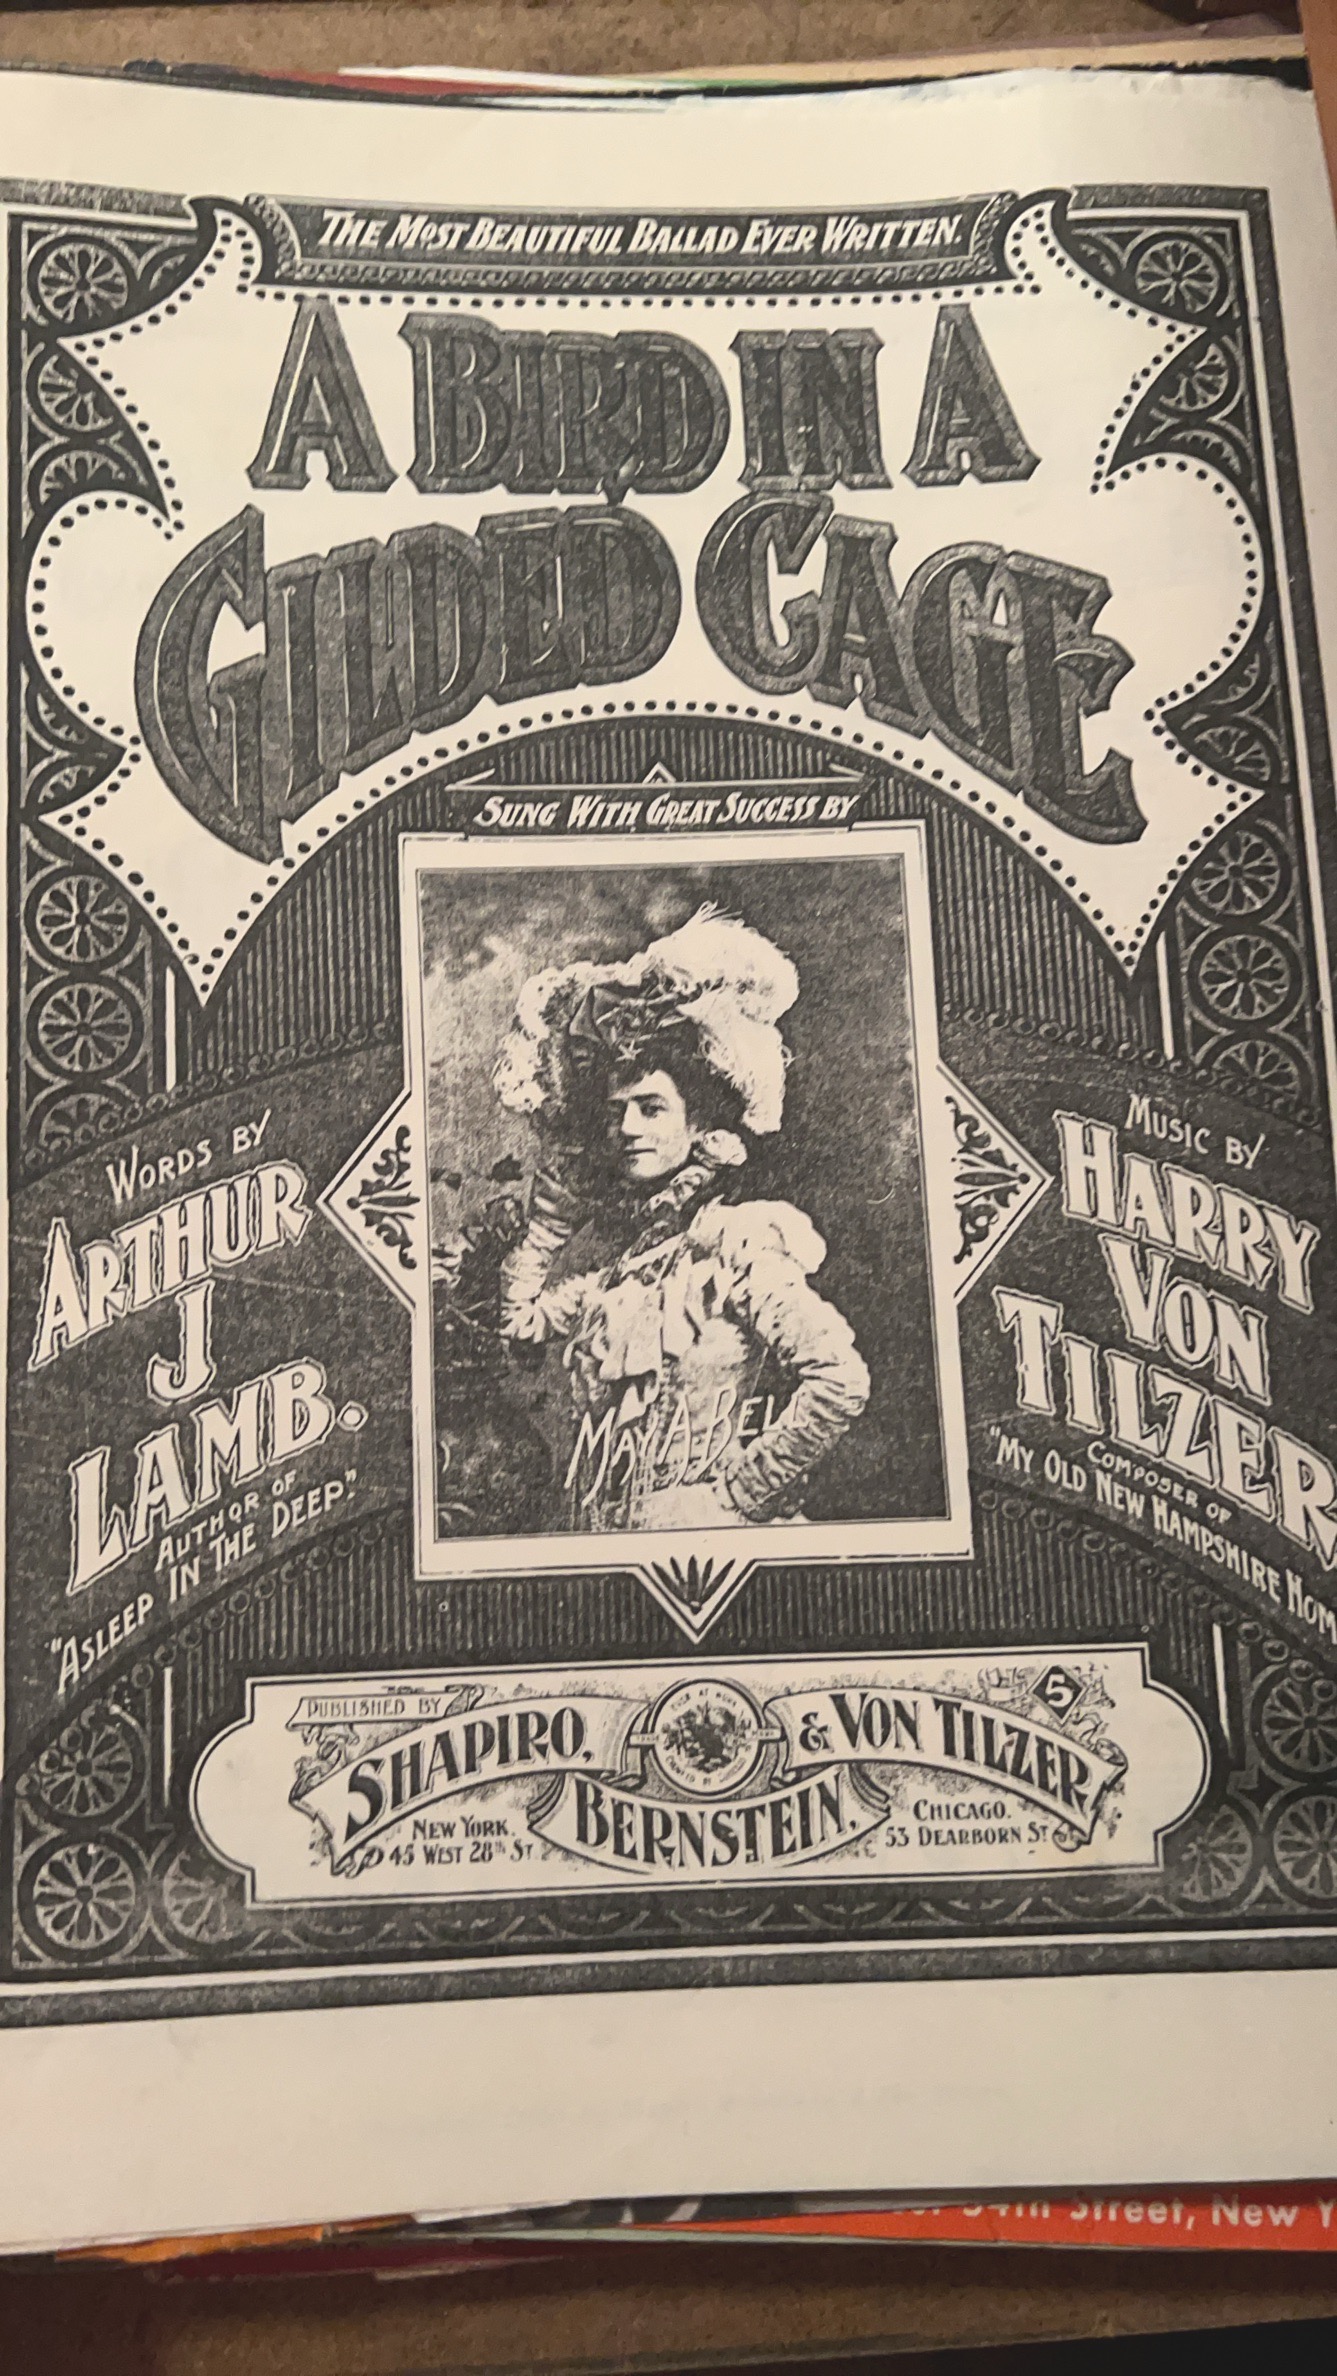 THE MOST BEAUTIFUL BALLAD EVER WRITTEN.
A BIRD IN A
GILDED CAGE
SUNG WITH GREAT SUCCESS BY
MAY A BELL
WORDS BY
ARTHUR
J
LAMB.
AUTHOR OF
"ASLEEP IN THE DEEP."
MUSIC BY
HARRY
VON
TILZER
COMPOSER OF
"MY OLD NEW HAMPSHIRE HOM
PUBLISHED BY
5
SHAPIRO,
BERNSTEIN,
& VON TILZER
NEW YORK.
45 WEST 28th ST.
CHICAGO.
53 DEARBORN ST.
54th Street, New Y